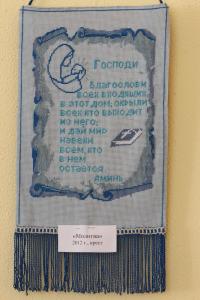 Господи
Благослови
всех входящих
в этот дом, окрыли
всех кто выходит
из него,
и дай мир
навеки
всем, кто
в нем
остается
аминь
«Молитва»
2012 г., крест